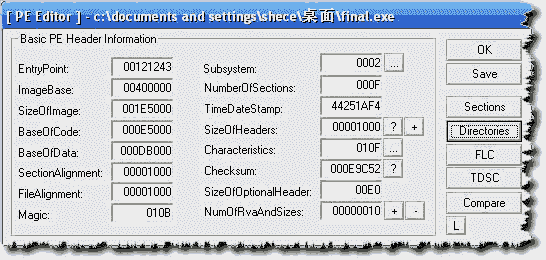 [ PE Editor ] - c:\documents and settings\shece\桌面\final.exe
Basic PE Header Information
EntryPoint: 00121243 Subsystem: 0002 ... OK
ImageBase: 00400000 NumberOfSections: 000F Save
SizeOfImage: 001E5000 TimeDateStamp: 44251AF4 Sections
BaseOfCode: 000E5000 SizeOfHeaders: 00001000 ? + Directories
BaseOfData: 000DB000 Characteristics: 010F ... FLC
SectionAlignment: 00001000 Checksum: 000E9C52 ? TDSC
FileAlignment: 00001000 SizeOfOptionalHeader: 00E0 Compare
Magic: 010B NumOfRvaAndSizes: 00000010 + - L